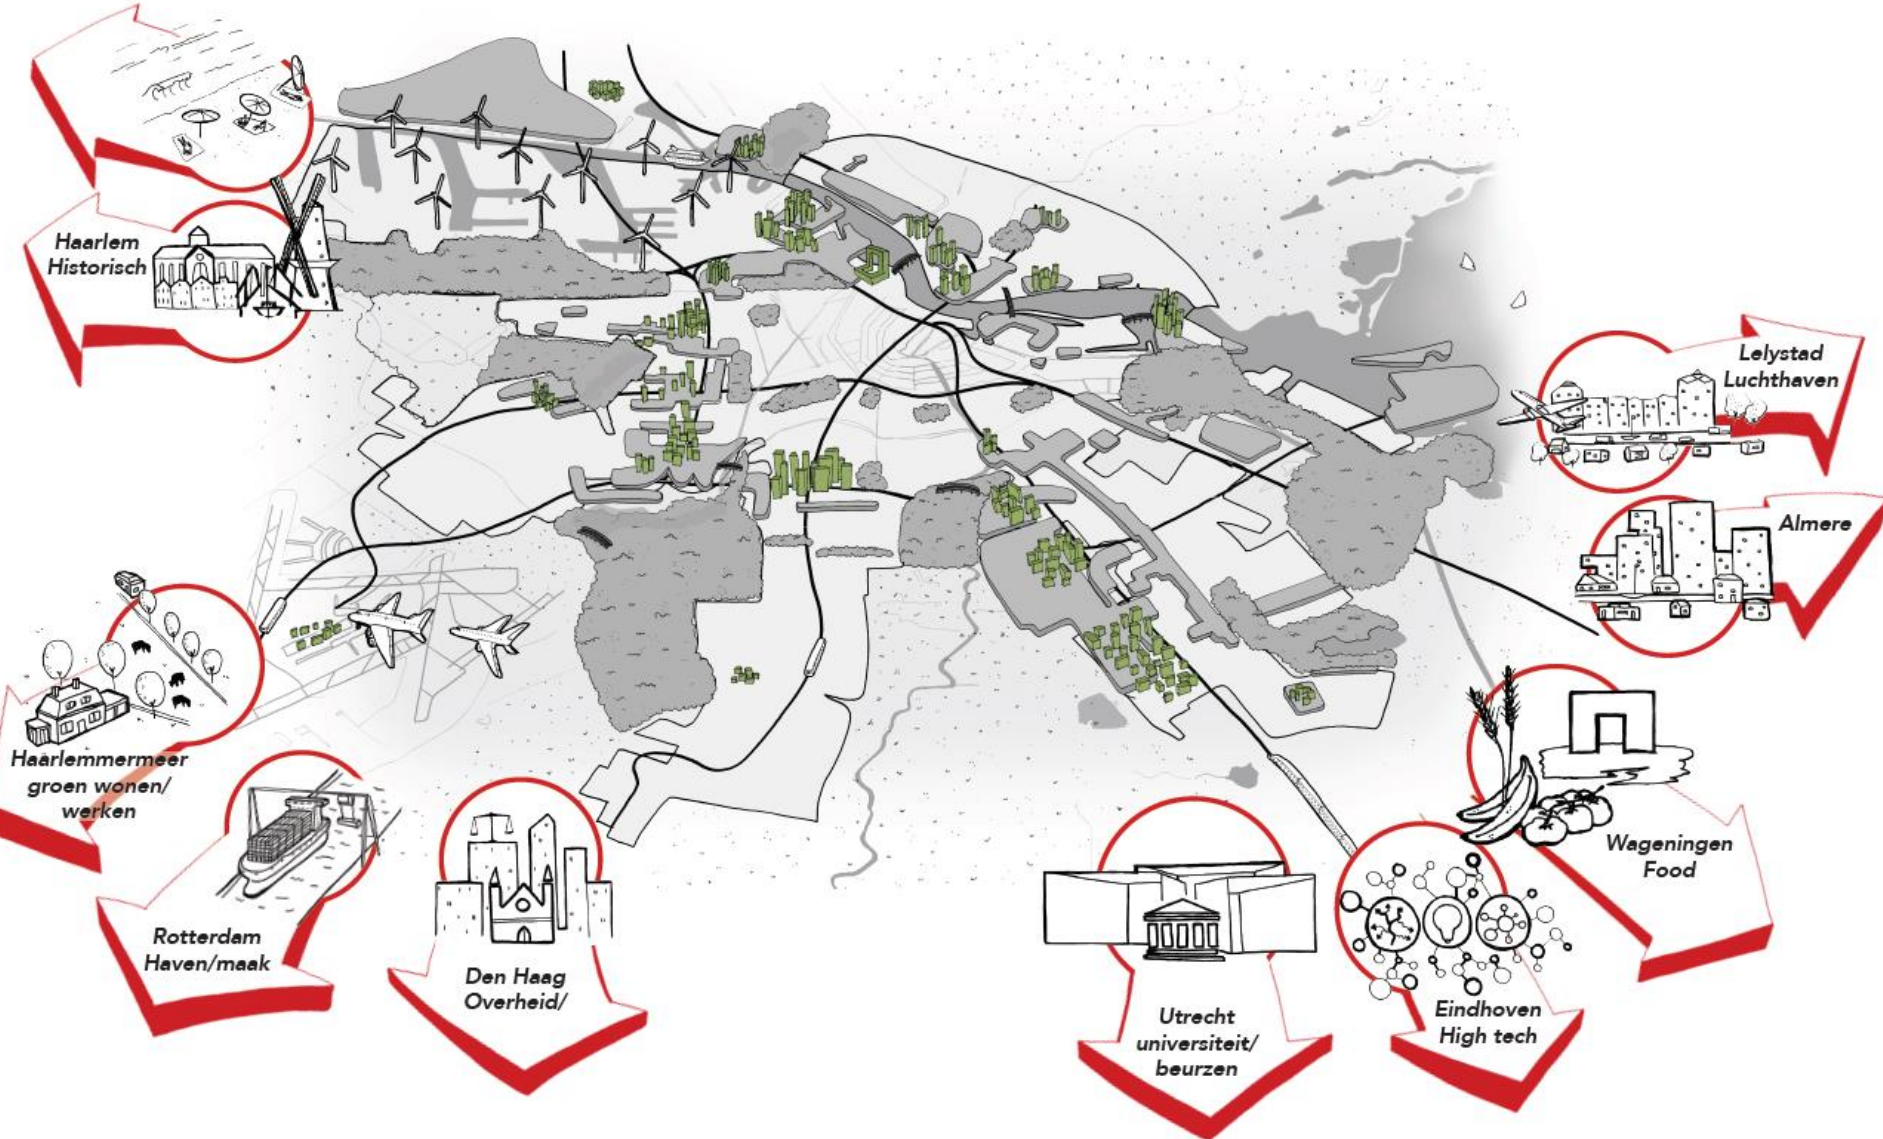 Haarlem
Historisch
Lelystad
Luchthaven
Almere
Haarlemmermeer
groen wonen/
werken
Wageningen
Food
Rotterdam
Haven/maak
Den Haag
Overheid/
Eindhoven
High tech
Utrecht
universiteit/
beurzen